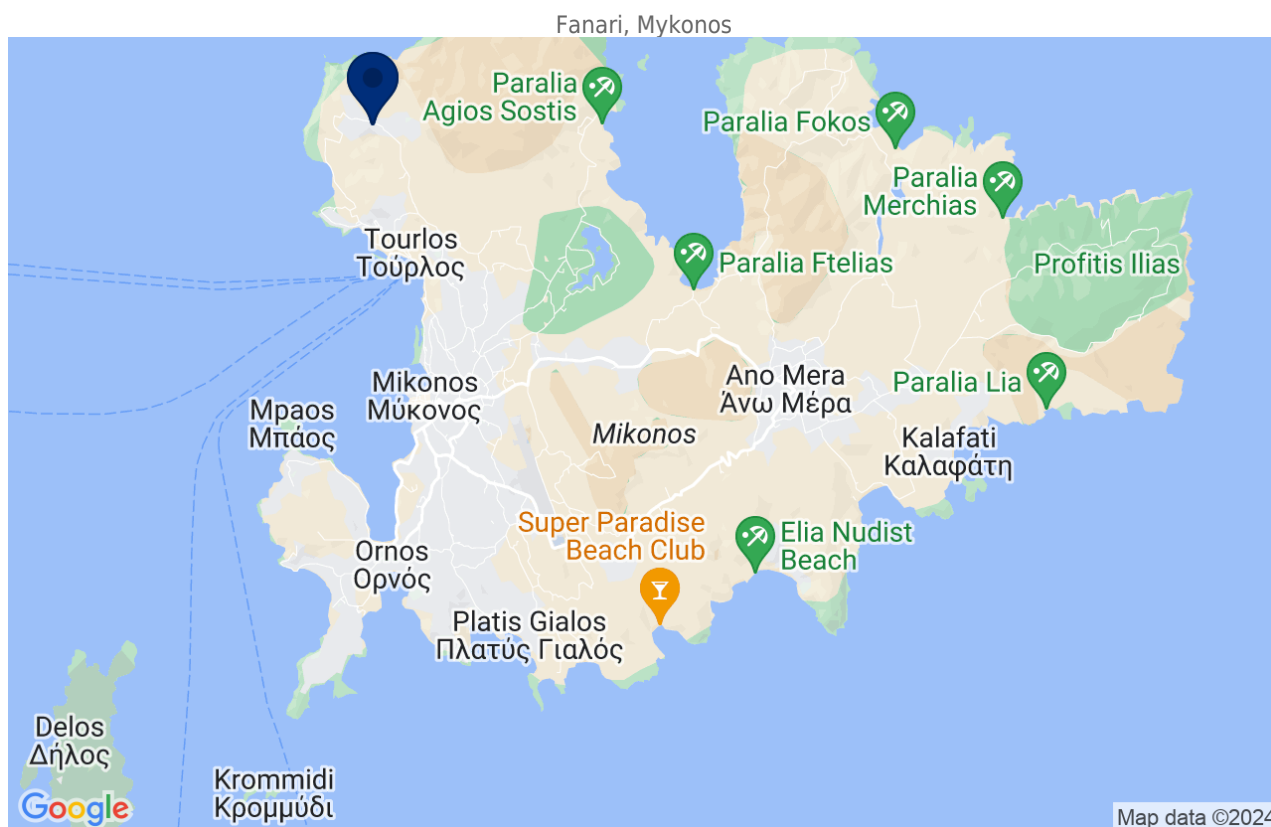 Fanari, Mykonos
Paralia
Agios Sostis
Paralia Fokos
Paralia
Merchias
Tourlos
Τούρλος
Paralia Ftelias
Profitis Ilias
Mikonos
Μύκονος
Ano Mera
Άνω Μέρα
Paralia Lia
Mpaos
Μπάος
Mikonos
Kalafati
Καλαφάτη
Super Paradise
Beach Club
Elia Nudist
Beach
Ornos
Ορνός
Platis Gialos
Πλατύς Γιαλός
Delos
Δήλος
Krommidi
Κρομμύδι
Google
Map data ©2024